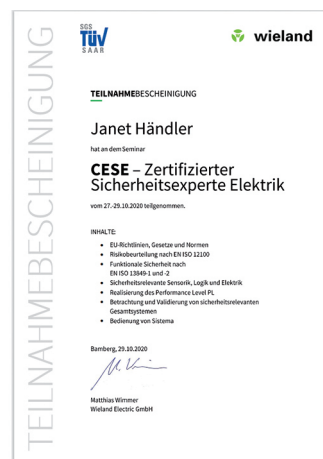 TEILNAHMEBESCHEINIGUNG
SGS
TÜV
SAAR
wieland
TEILNAHMEBESCHEINIGUNG
Janet Händler
hat an dem Seminar
CESE – Zertifizierter
Sicherheitsexperte Elektrik
vom 27.-29.10.2020 teilgenommen.
INHALTE:
• EU-Richtlinien, Gesetze und Normen
• Risikobeurteilung nach EN ISO 12100
• Funktionale Sicherheit nach
EN ISO 13849-1 und -2
• Sicherheitsrelevante Sensorik, Logik und Elektrik
• Realisierung des Performance Level PL
• Betrachtung und Validierung von sicherheitsrelevanten
Gesamtsystemen
• Bedienung von Sistema
Bamberg, 29.10.2020
Matthias Wimmer
Wieland Electric GmbH